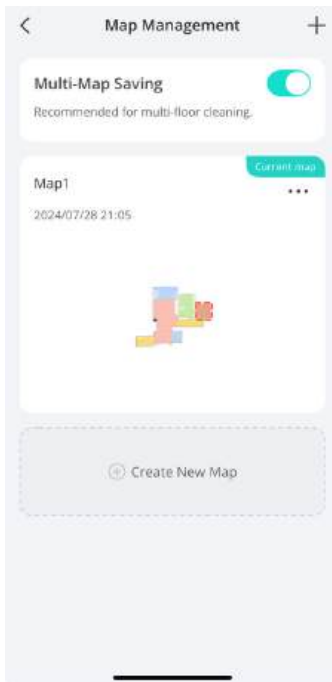 Map Management
Multi-Map Saving
Recommended for multi-floor cleaning.
Current map
Map1
2024/07/28 21:05
Create New Map